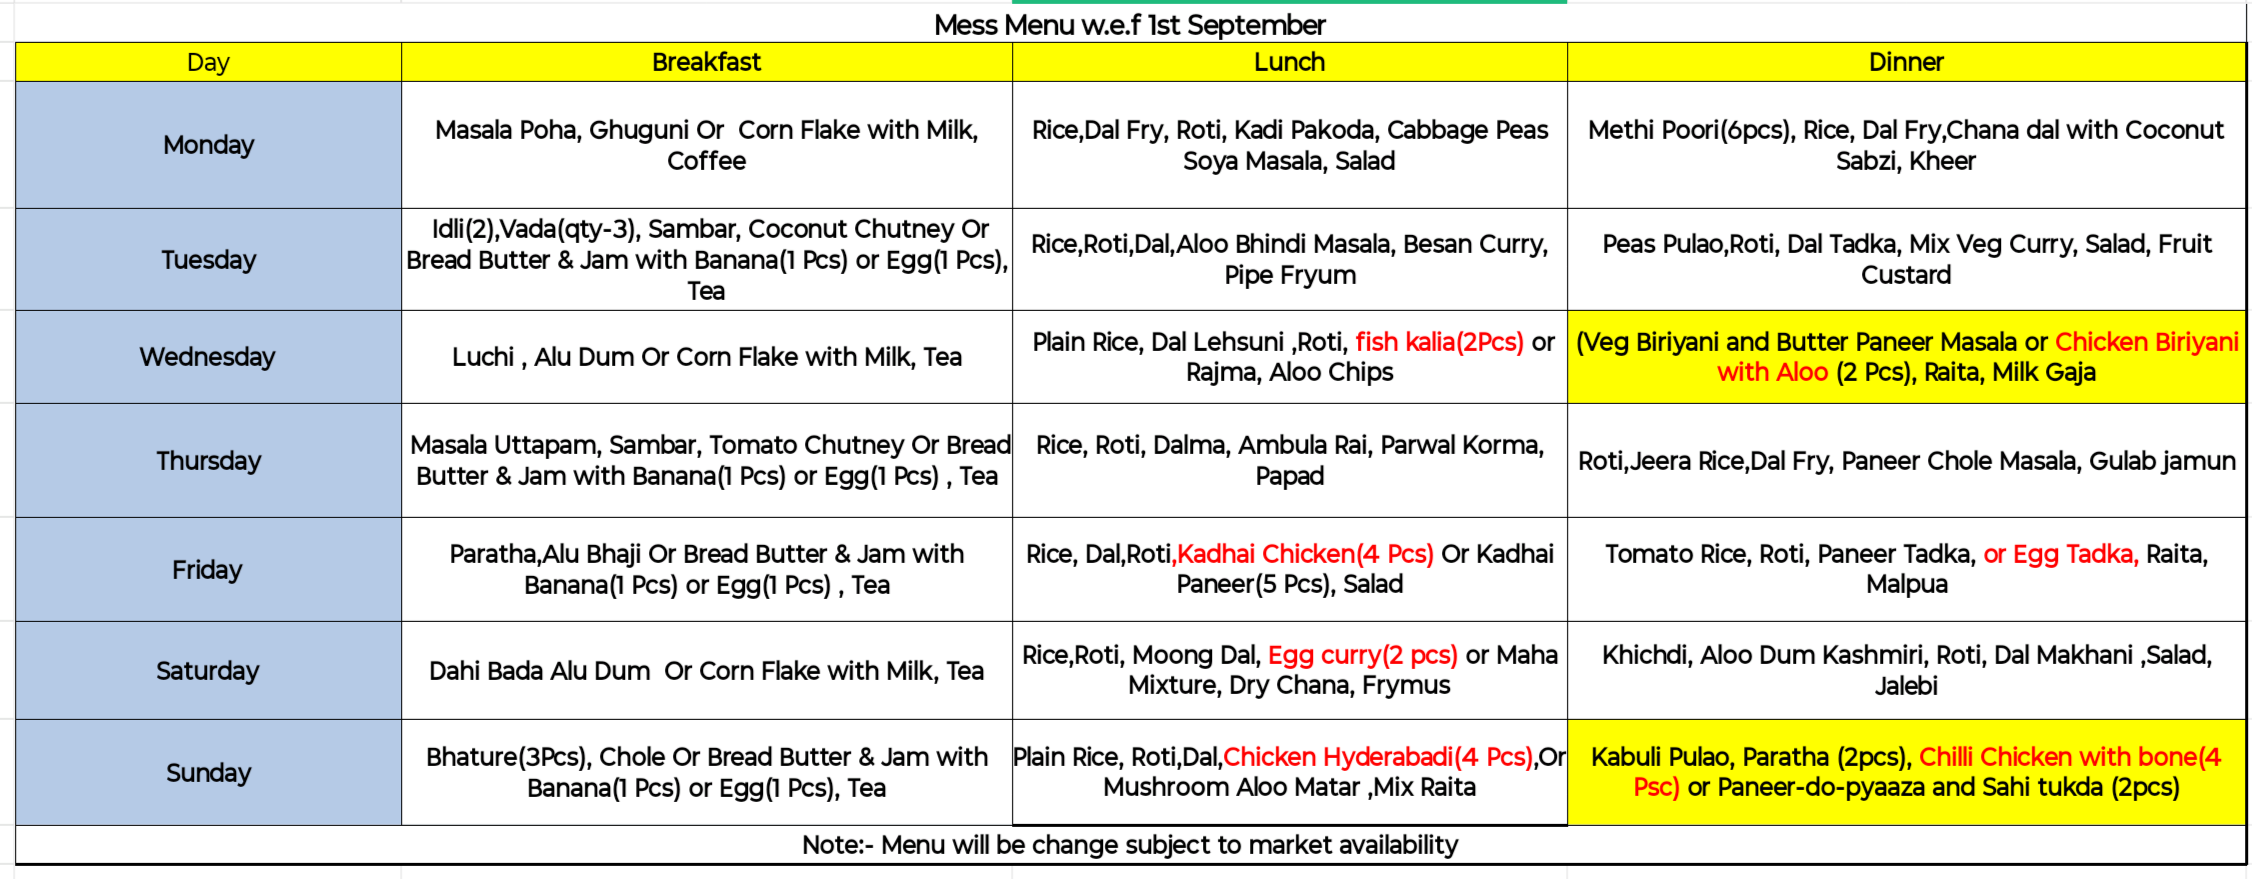 Mess Menu w.e.f 1st September
Day Breakfast Lunch Dinner
Monday
Masala Poha, Ghuguni Or  Corn Flake with Milk,
Coffee
Rice,Dal Fry, Roti, Kadi Pakoda, Cabbage Peas
Soya Masala, Salad
Methi Poori(6pcs), Rice, Dal Fry,Chana dal with Coconut
Sabzi, Kheer
Tuesday
Idli(2),Vada(qty-3), Sambar, Coconut Chutney Or
Bread Butter & Jam with Banana(1 Pcs) or Egg(1 Pcs),
Tea
Rice,Roti,Dal,Aloo Bhindi Masala, Besan Curry,
Pipe Fryum
Peas Pulao,Roti, Dal Tadka, Mix Veg Curry, Salad, Fruit
Custard
Wednesday
Luchi , Alu Dum Or Corn Flake with Milk, Tea
Plain Rice, Dal Lehsuni ,Roti, fish kalia(2Pcs) or
Rajma, Aloo Chips
(Veg Biriyani and Butter Paneer Masala or Chicken Biriyani
with Aloo (2 Pcs), Raita, Milk Gaja
Thursday
Masala Uttapam, Sambar, Tomato Chutney Or Bread
Butter & Jam with Banana(1 Pcs) or Egg(1 Pcs) , Tea
Rice, Roti, Dalma, Ambula Rai, Parwal Korma,
Papad
Roti,Jeera Rice,Dal Fry, Paneer Chole Masala, Gulab jamun
Friday
Paratha,Alu Bhaji Or Bread Butter & Jam with
Banana(1 Pcs) or Egg(1 Pcs) , Tea
Rice, Dal,Roti,Kadhai Chicken(4 Pcs) Or Kadhai
Paneer(5 Pcs), Salad
Tomato Rice, Roti, Paneer Tadka, or Egg Tadka, Raita,
Malpua
Saturday
Dahi Bada Alu Dum  Or Corn Flake with Milk, Tea
Rice,Roti, Moong Dal, Egg curry(2 pcs) or Maha
Mixture, Dry Chana, Frymus
Khichdi, Aloo Dum Kashmiri, Roti, Dal Makhani ,Salad,
Jalebi
Sunday
Bhature(3Pcs), Chole Or Bread Butter & Jam with
Banana(1 Pcs) or Egg(1 Pcs), Tea
Plain Rice, Roti,Dal,Chicken Hyderabadi(4 Pcs),Or
Mushroom Aloo Matar ,Mix Raita
Kabuli Pulao, Paratha (2pcs), Chilli Chicken with bone(4
Psc) or Paneer-do-pyaaza and Sahi tukda (2pcs)
Note:- Menu will be change subject to market availability